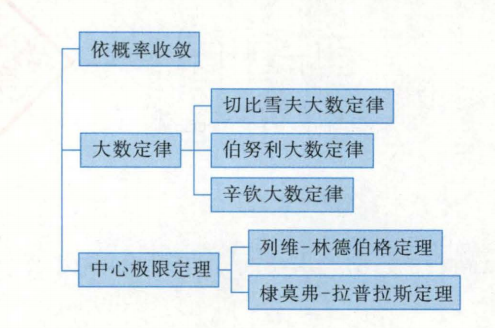 依概率收敛
大数定律
切比雪夫大数定律
伯努利大数定律
辛钦大数定律
中心极限定理
列维-林德伯格定理
棣莫弗-拉普拉斯定理